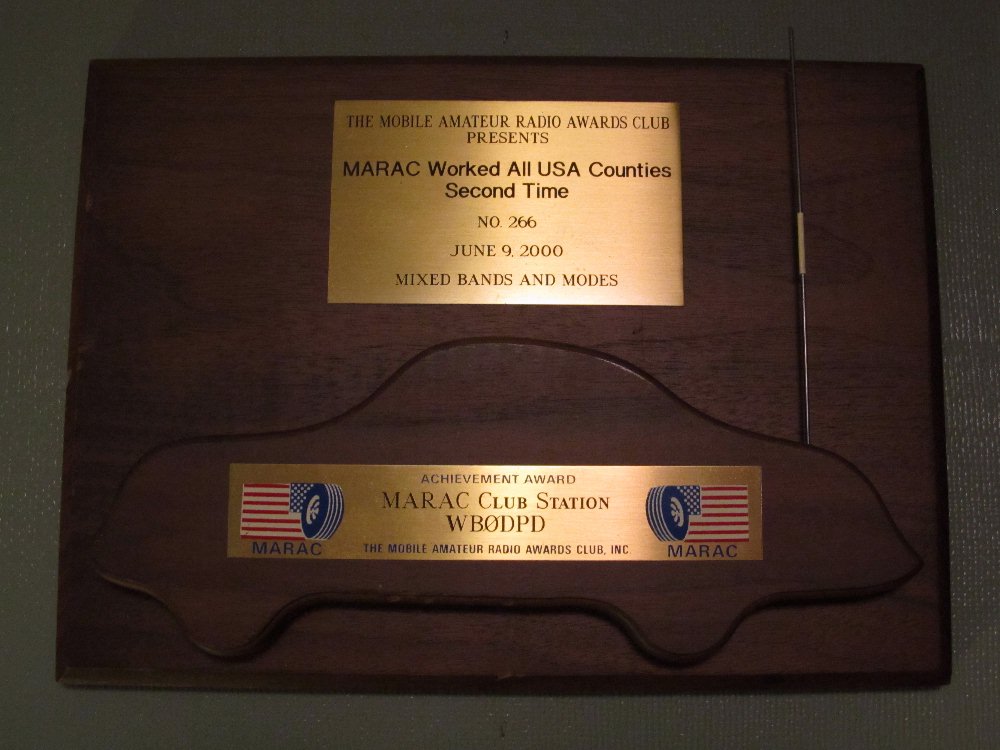 THE MOBILE AMATEUR RADIO AWARDS CLUB
PRESENTS
MARAC Worked All USA Counties
Second Time
NO. 266
JUNE 9, 2000
MIXED BANDS AND MODES
ACHIEVEMENT AWARD
MARAC CLUB STATION
WBØDPD
THE MOBILE AMATEUR RADIO AWARDS CLUB, INC.
MARAC
MARAC